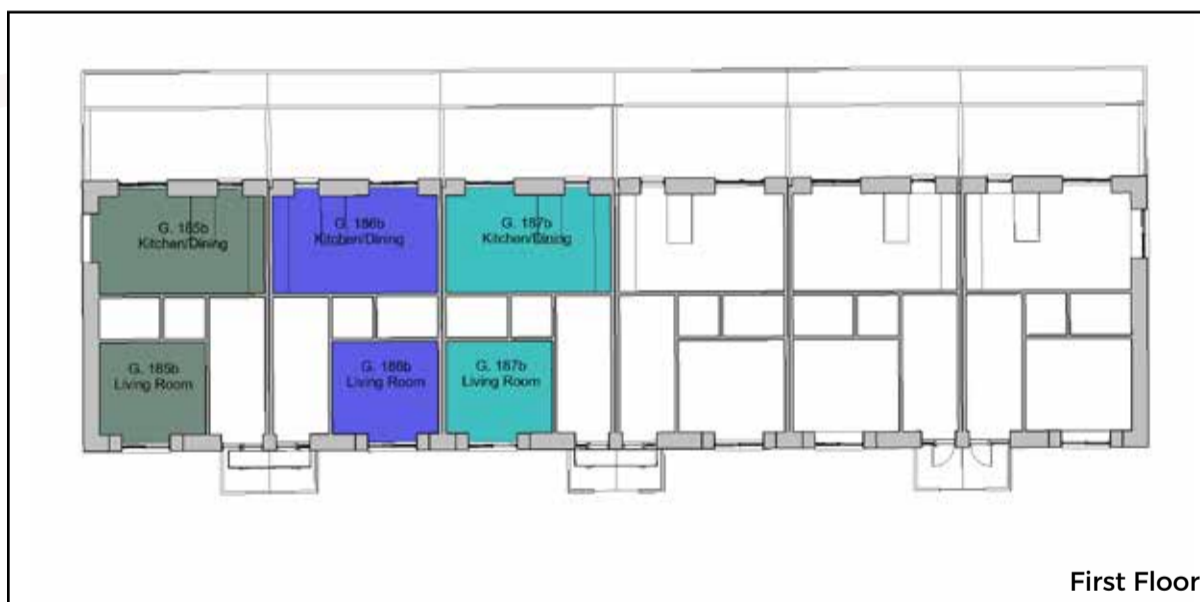 G. 185b
Kitchen/Dining
G. 186b
Kitchen/Dining
G. 187b
Kitchen/Dining
G. 185b
Living Room
G. 186b
Living Room
G. 187b
Living Room
First Floor